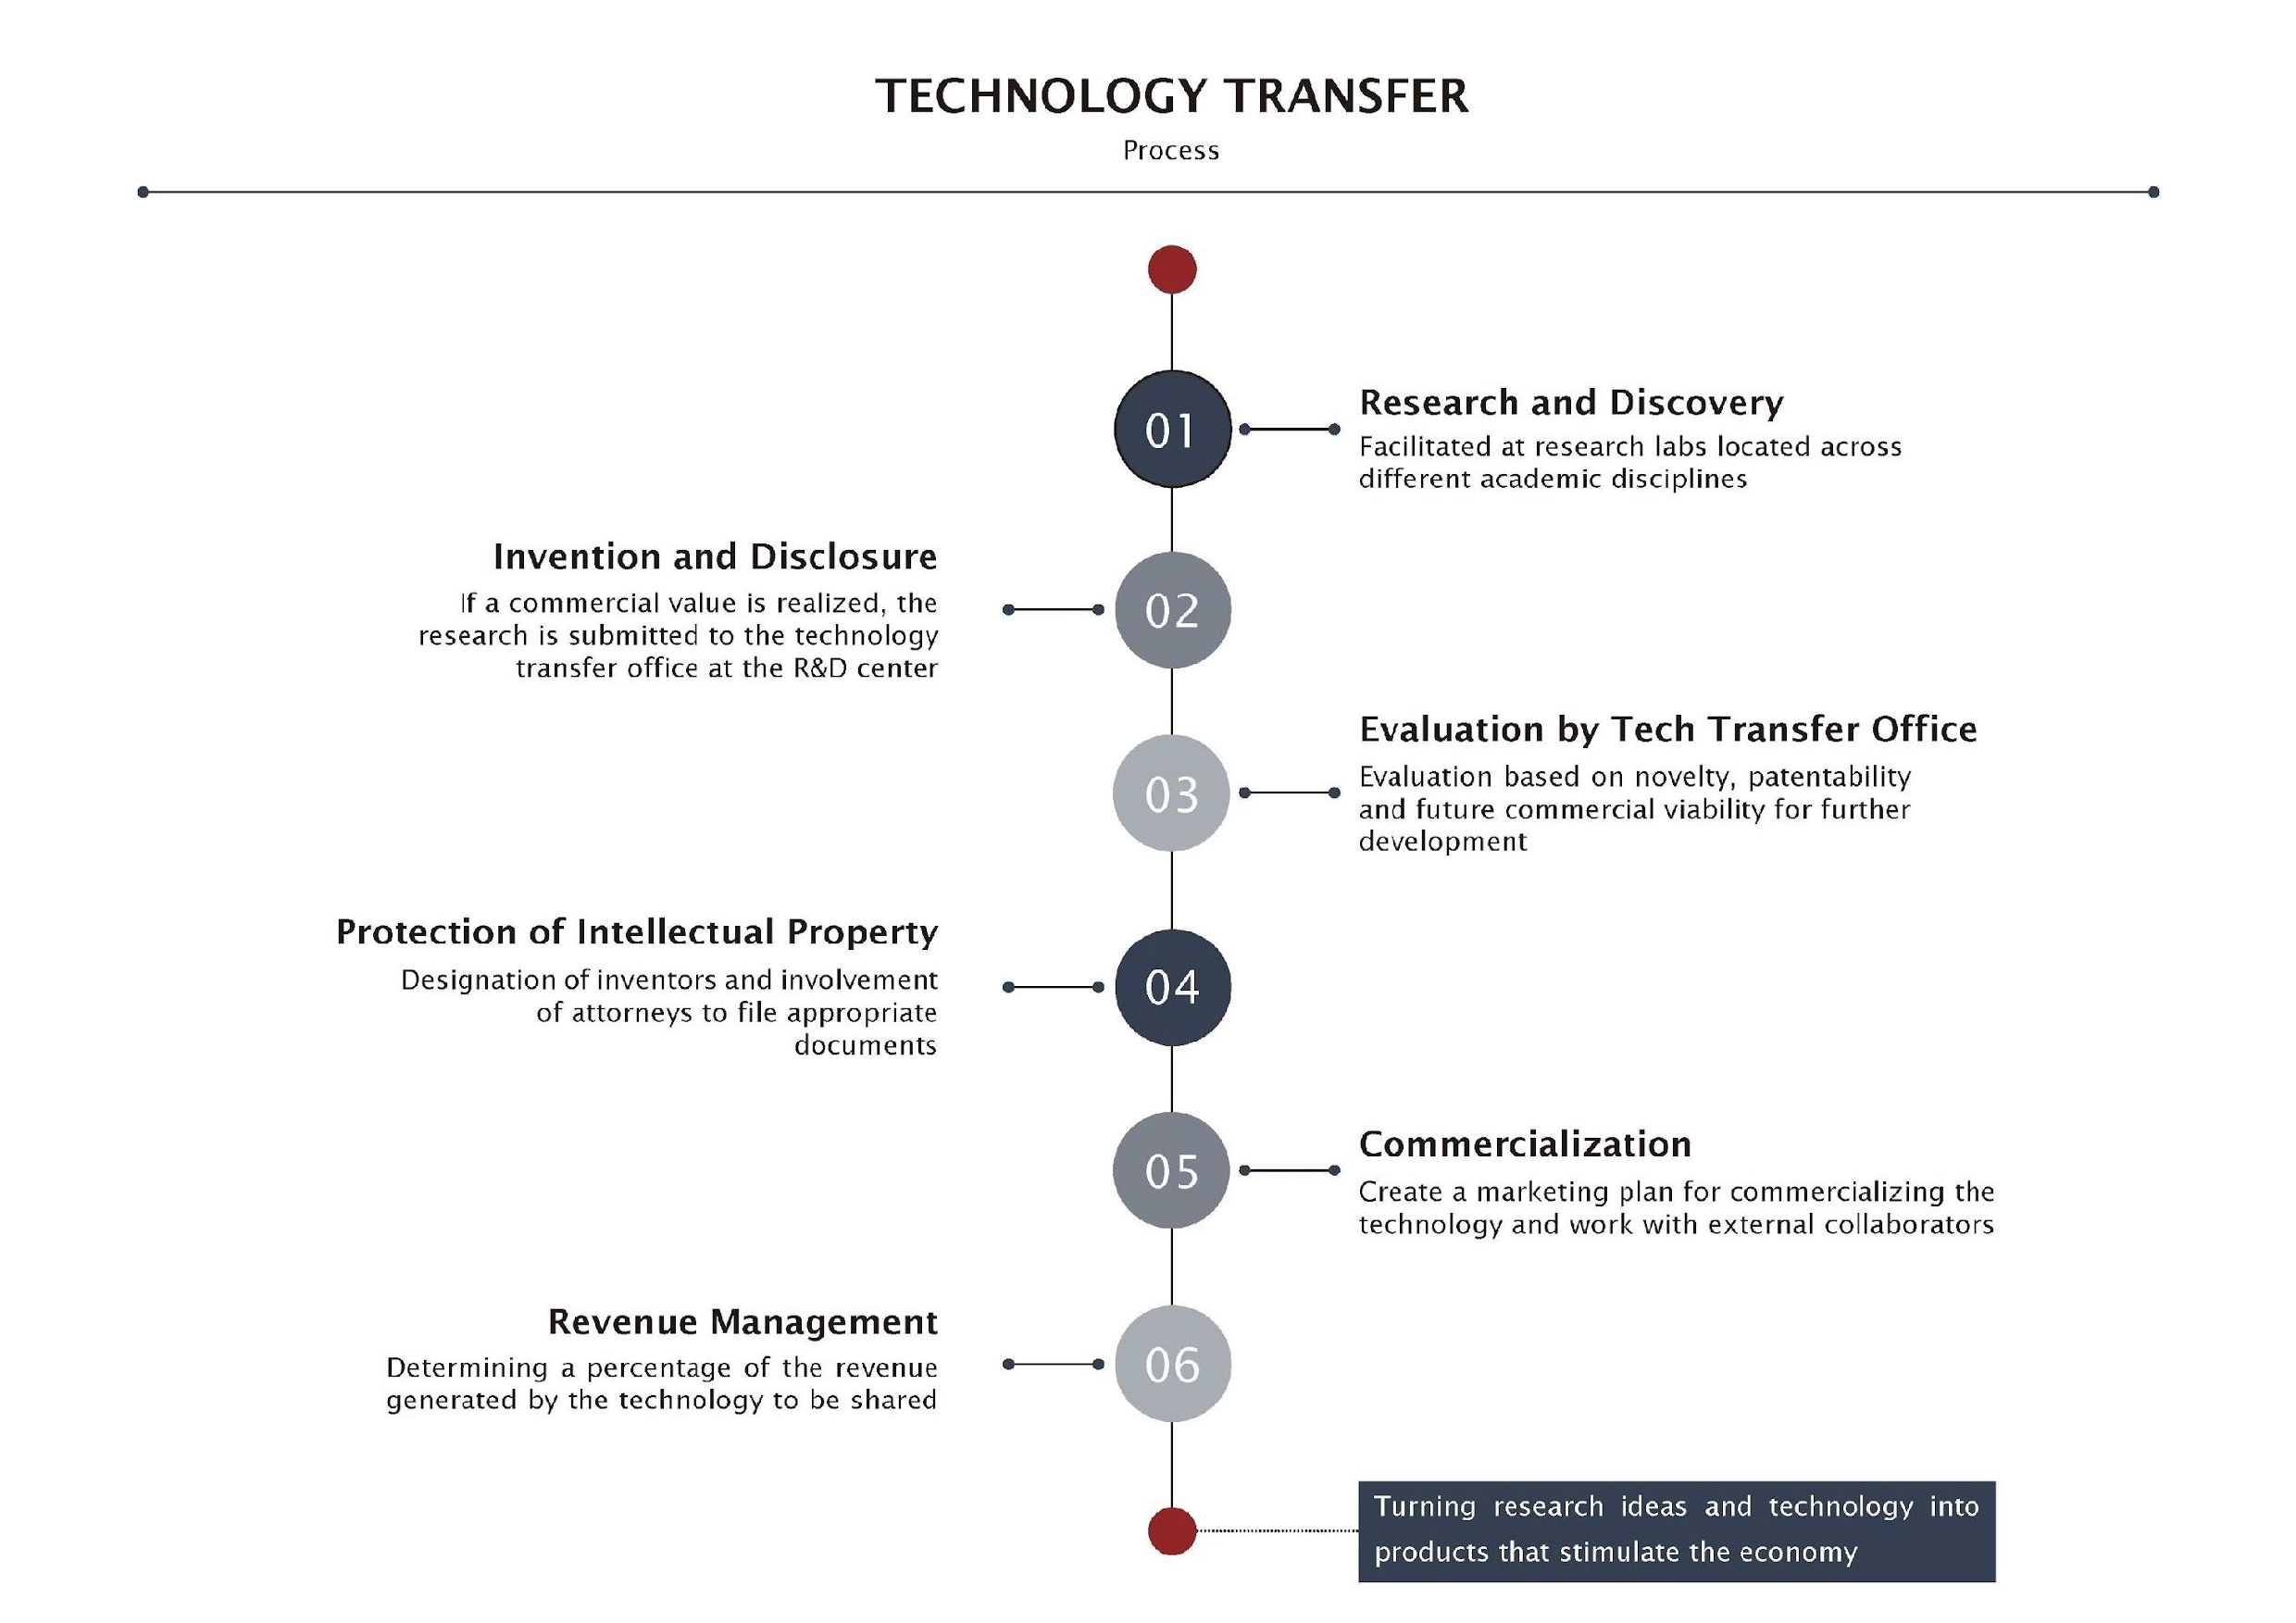 TECHNOLOGY TRANSFER
Process
01
Research and Discovery
Facilitated at research labs located across
different academic disciplines
Invention and Disclosure
If a commercial value is realized, the
research is submitted to the technology
transfer office at the R&D center
02
Evaluation by Tech Transfer Office
03
Evaluation based on novelty, patentability
and future commercial viability for further
development
Protection of Intellectual Property
Designation of inventors and involvement
of attorneys to file appropriate
documents
04
Commercialization
05
Create a marketing plan for commercializing the
technology and work with external collaborators
Revenue Management
Determining a percentage of the revenue
generated by the technology to be shared
06
Turning research ideas and technology into
products that stimulate the economy